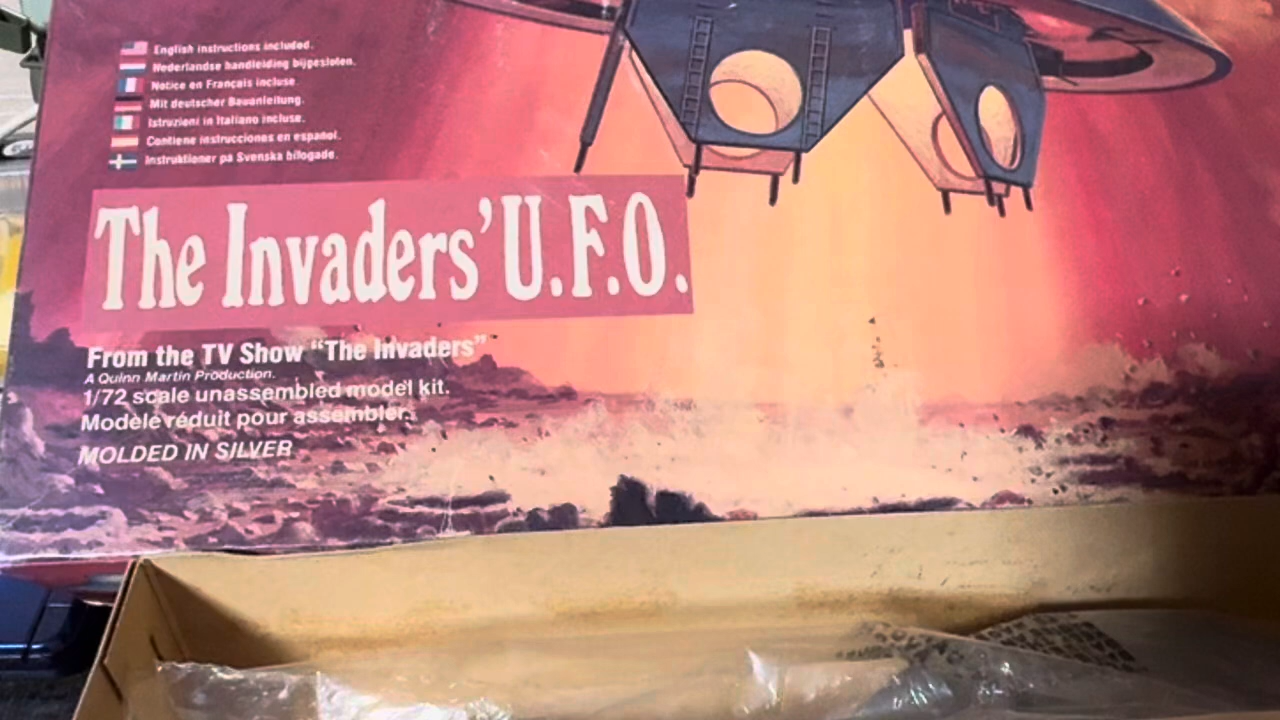 English instructions included.
Nederlandse handleiding bijgesloten.
Notice en Français incluse.
Mit deutscher Bauanleitung.
Istruzioni in Italiano incluse.
Contiene instrucciones en español.
Instruktioner pa Svenska bilogade.
The Invaders' U.F.O.
From the TV Show "The Invaders"
A Quinn Martin Production.
1/72 scale unassembled model kit.
Modele réduit pour assembler.
MOLDED IN SILVER